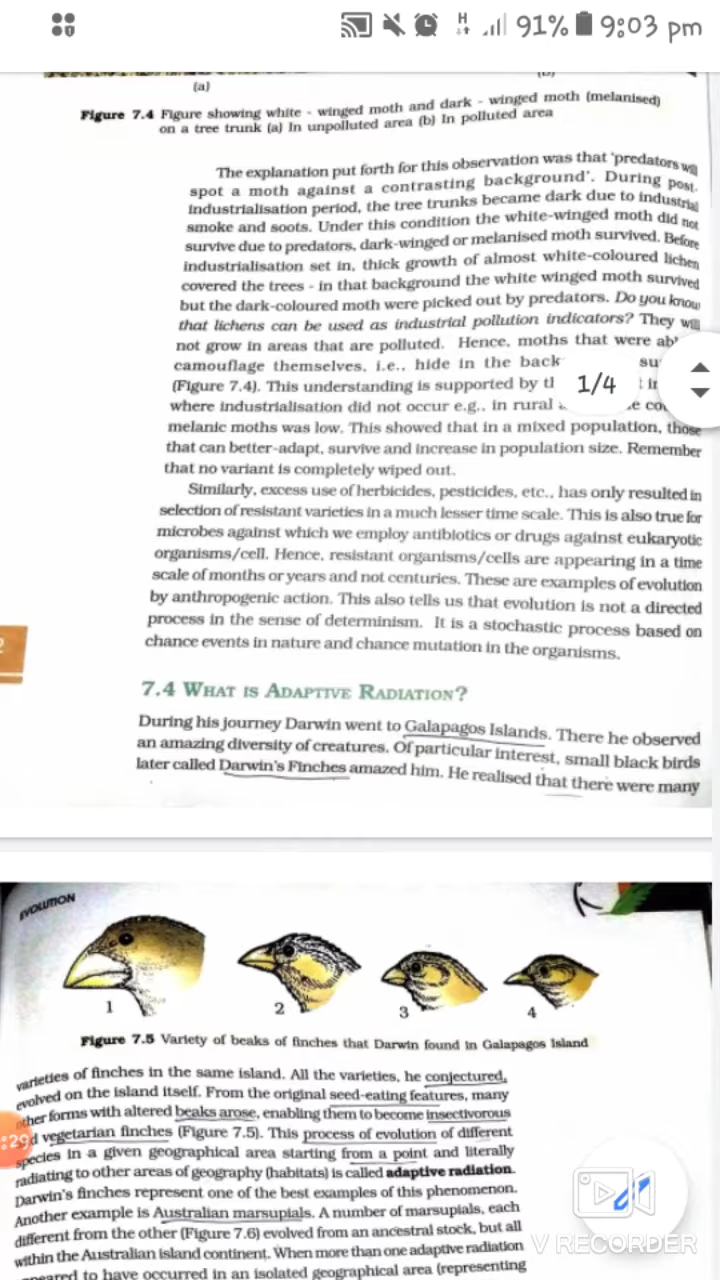 H 91% 9:03 pm
(a)
Figure 7.4 Figure showing white - winged moth and dark - winged moth (melanised)
on a tree trunk (a) In unpolluted area (b) In polluted area
The explanation put forth for this observation was that 'predators will
spot a moth against a contrasting background'. During post-
industrialisation period, the tree trunks became dark due to industrial
smoke and soots. Under this condition the white-winged moth did not
survive due to predators, dark-winged or melanised moth survived. Before
industrialisation set in, thick growth of almost white-coloured lichen
covered the trees - in that background the white winged moth survived
but the dark-coloured moth were picked out by predators. Do you know
that lichens can be used as industrial pollution indicators? They will
not grow in areas that are polluted. Hence, moths that were
camouflage themselves, i.e., hide in the
(Figure 7.4). This understanding is supported by
1/4
where industrialisation did not occur e.g., in rural
melanic moths was low. This showed that in a mixed population, those
that can better-adapt, survive and increase in population size. Remember
that no variant is completely wiped out.
Similarly, excess use of herbicides, pesticides, etc., has only resulted in
selection of resistant varieties in a much lesser time scale. This is also true for
microbes against which we employ antibiotics or drugs against eukaryotic
organisms/cell. Hence, resistant organisms/cells are appearing in a time
scale of months or years and not centuries. These are examples of evolution
by anthropogenic action. This also tells us that evolution is not a directed
process in the sense of determinism. It is a stochastic process based on
chance events in nature and chance mutation in the organisms.
7.4 WHAT IS ADAPTIVE RADIATION?
During his journey Darwin went to Galapagos Islands. There he observed
an amazing diversity of creatures. Of particular interest, small black birds
later called Darwin's Finches amazed him. He realised that there were many
EVOLUTION
1 2 3 4
Figure 7.5 Variety of beaks of finches that Darwin found in Galapagos Island
varieties of finches in the same island. All the varieties, he conjectured,
evolved on the island itself. From the original seed-eating features, many
other forms with altered beaks arose, enabling them to become insectivorous
:29
vegetarian finches (Figure 7.5). This process of evolution of different
species in a given geographical area starting from a point and literally
radiating to other areas of geography (habitats) is called adaptive radiation.
Darwin's finches represent one of the best examples of this phenomenon.
Another example is Australian marsupials. A number of marsupials, each
different from the other (Figure 7.6) evolved from an ancestral stock, but all
within the Australian island continent. When more than one adaptive radiation
to have occurred in an isolated geographical area (representing
V RECORDER